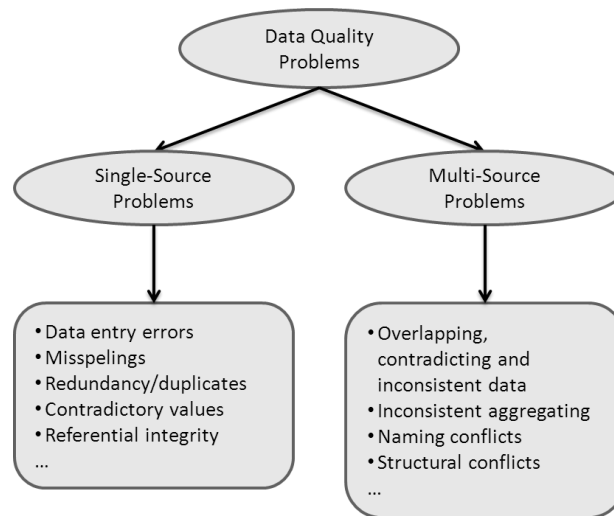 Data Quality
Problems
Single-Source
Problems
Multi-Source
Problems
• Data entry errors
• Misspelings
• Redundancy/duplicates
• Contradictory values
• Referential integrity
...
• Overlapping,
contradicting and
inconsistent data
• Inconsistent aggregating
• Naming conflicts
• Structural conflicts
...